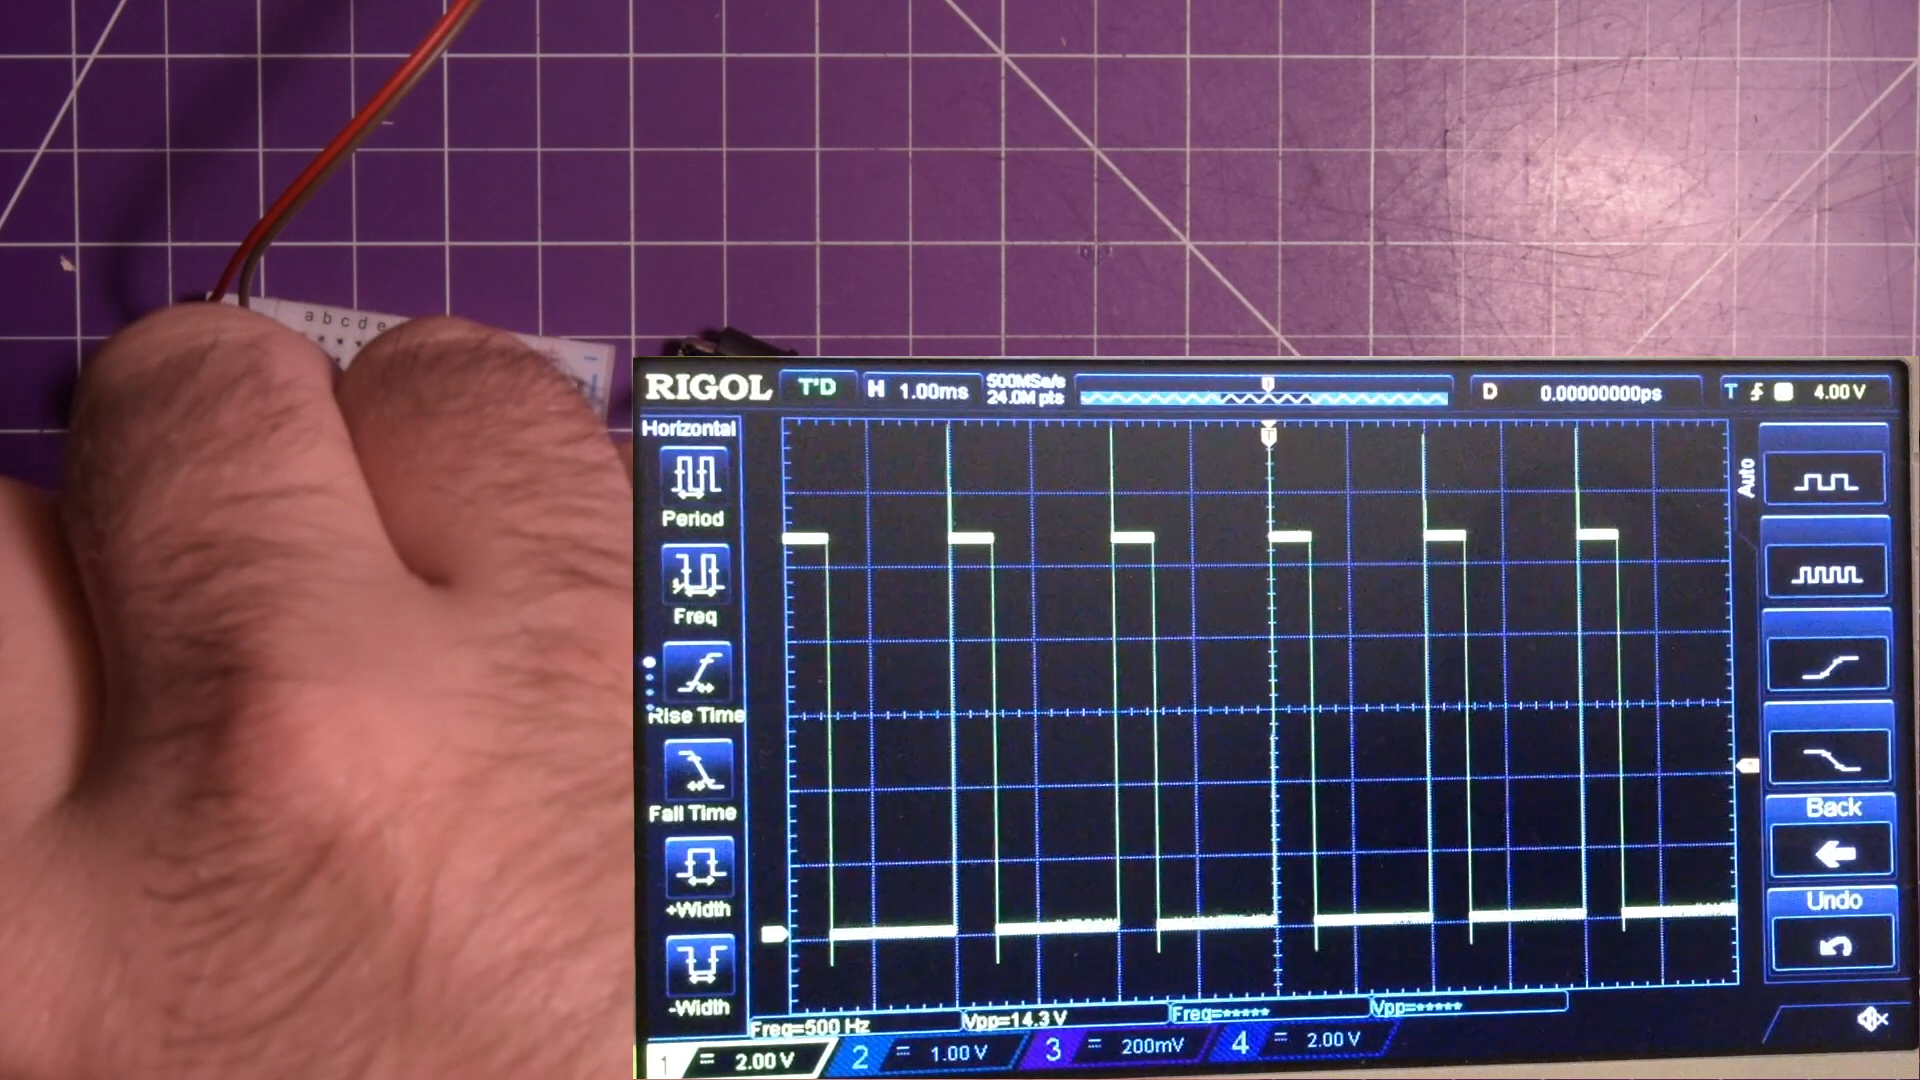 a b c d e
RIGOL T'D H 1.00ms 500MSa/s 24.0M pts D 0.00000000ps T 4.00 V
Horizontal
Period
Freq
Rise Time
Fall Time
+Width
-Width
Auto
T
Back
Undo
Freq=500 Hz Vpp=14.3 V Freq=***** Vpp=*****
1 = 2.00 V 2 = 1.00 V 3 = 200mV 4 = 2.00 V